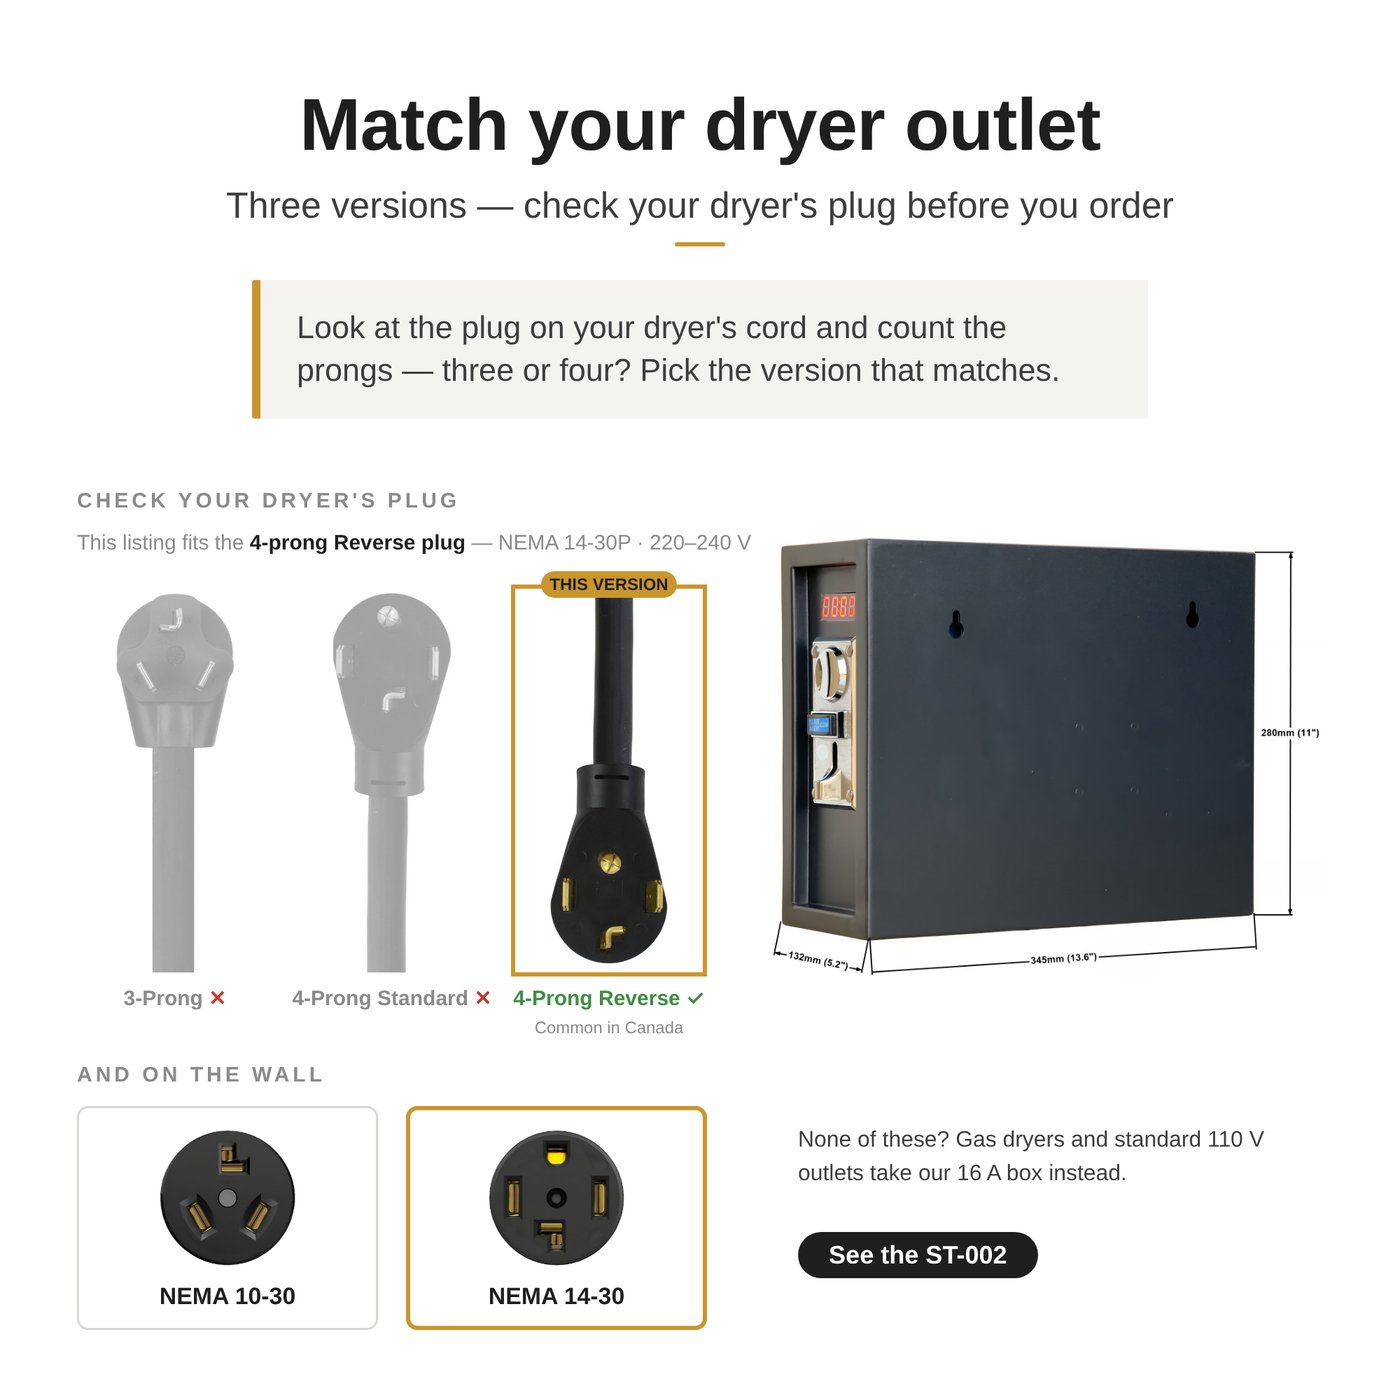 Match your dryer outlet
Three versions — check your dryer's plug before you order
Look at the plug on your dryer's cord and count the
prongs — three or four? Pick the version that matches.
CHECK YOUR DRYER'S PLUG
This listing fits the 4-prong Reverse plug — NEMA 14-30P · 220–240 V
THIS VERSION
280mm (11")
132mm (5.2")
345mm (13.6")
3-Prong ✕
4-Prong Standard ✕
4-Prong Reverse ✓
Common in Canada
AND ON THE WALL
NEMA 10-30
NEMA 14-30
None of these? Gas dryers and standard 110 V
outlets take our 16 A box instead.
See the ST-002